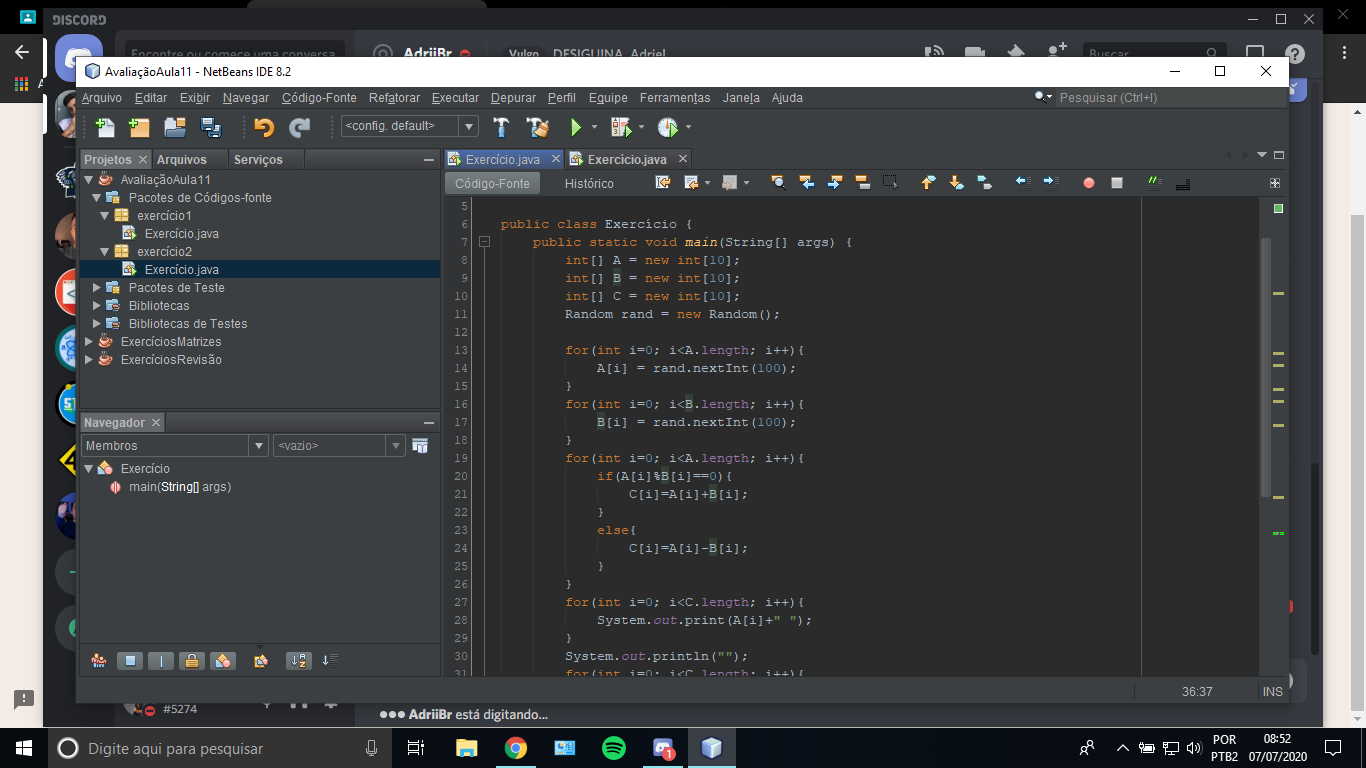 DISCORD
Encontre ou comece uma conversa
AdriiBr
Vulgo
DESIGUINA, Adriel
Buscar
AvaliaçãoAula11 - NetBeans IDE 8.2
Arquivo Editar Exibir Navegar Código-Fonte Refatorar Executar Depurar Perfil Equipe Ferramentas Janela Ajuda
Pesquisar (Ctrl+I)
<config. default>
Projetos Arquivos Serviços
Exercício.java Exercicio.java
Código-Fonte Histórico
AvaliaçãoAula11
Pacotes de Códigos-fonte
exercício1
Exercício.java
exercício2
Exercício.java
Pacotes de Teste
Bibliotecas
Bibliotecas de Testes
ExercíciosMatrizes
ExercíciosRevisão
Navegador
Membros <vazio>
Exercício
main(String[] args)
5
6 public class Exercício {
7 public static void main(String[] args) {
8 int[] A = new int[10];
9 int[] B = new int[10];
10 int[] C = new int[10];
11 Random rand = new Random();
12
13 for(int i=0; i<A.length; i++){
14 A[i] = rand.nextInt(100);
15 }
16 for(int i=0; i<B.length; i++){
17 B[i] = rand.nextInt(100);
18 }
19 for(int i=0; i<A.length; i++){
20 if(A[i]%B[i]==0){
21 C[i]=A[i]+B[i];
22 }
23 else{
24 C[i]=A[i]-B[i];
25 }
26 }
27 for(int i=0; i<C.length; i++){
28 System.out.print(A[i]+" ");
29 }
30 System.out.println("");
31 for(int i=0; i<C.length; i++){
36:37 INS
#5274
AdriiBr está digitando...
Digite aqui para pesquisar
1
POR
PTB2
08:52
07/07/2020